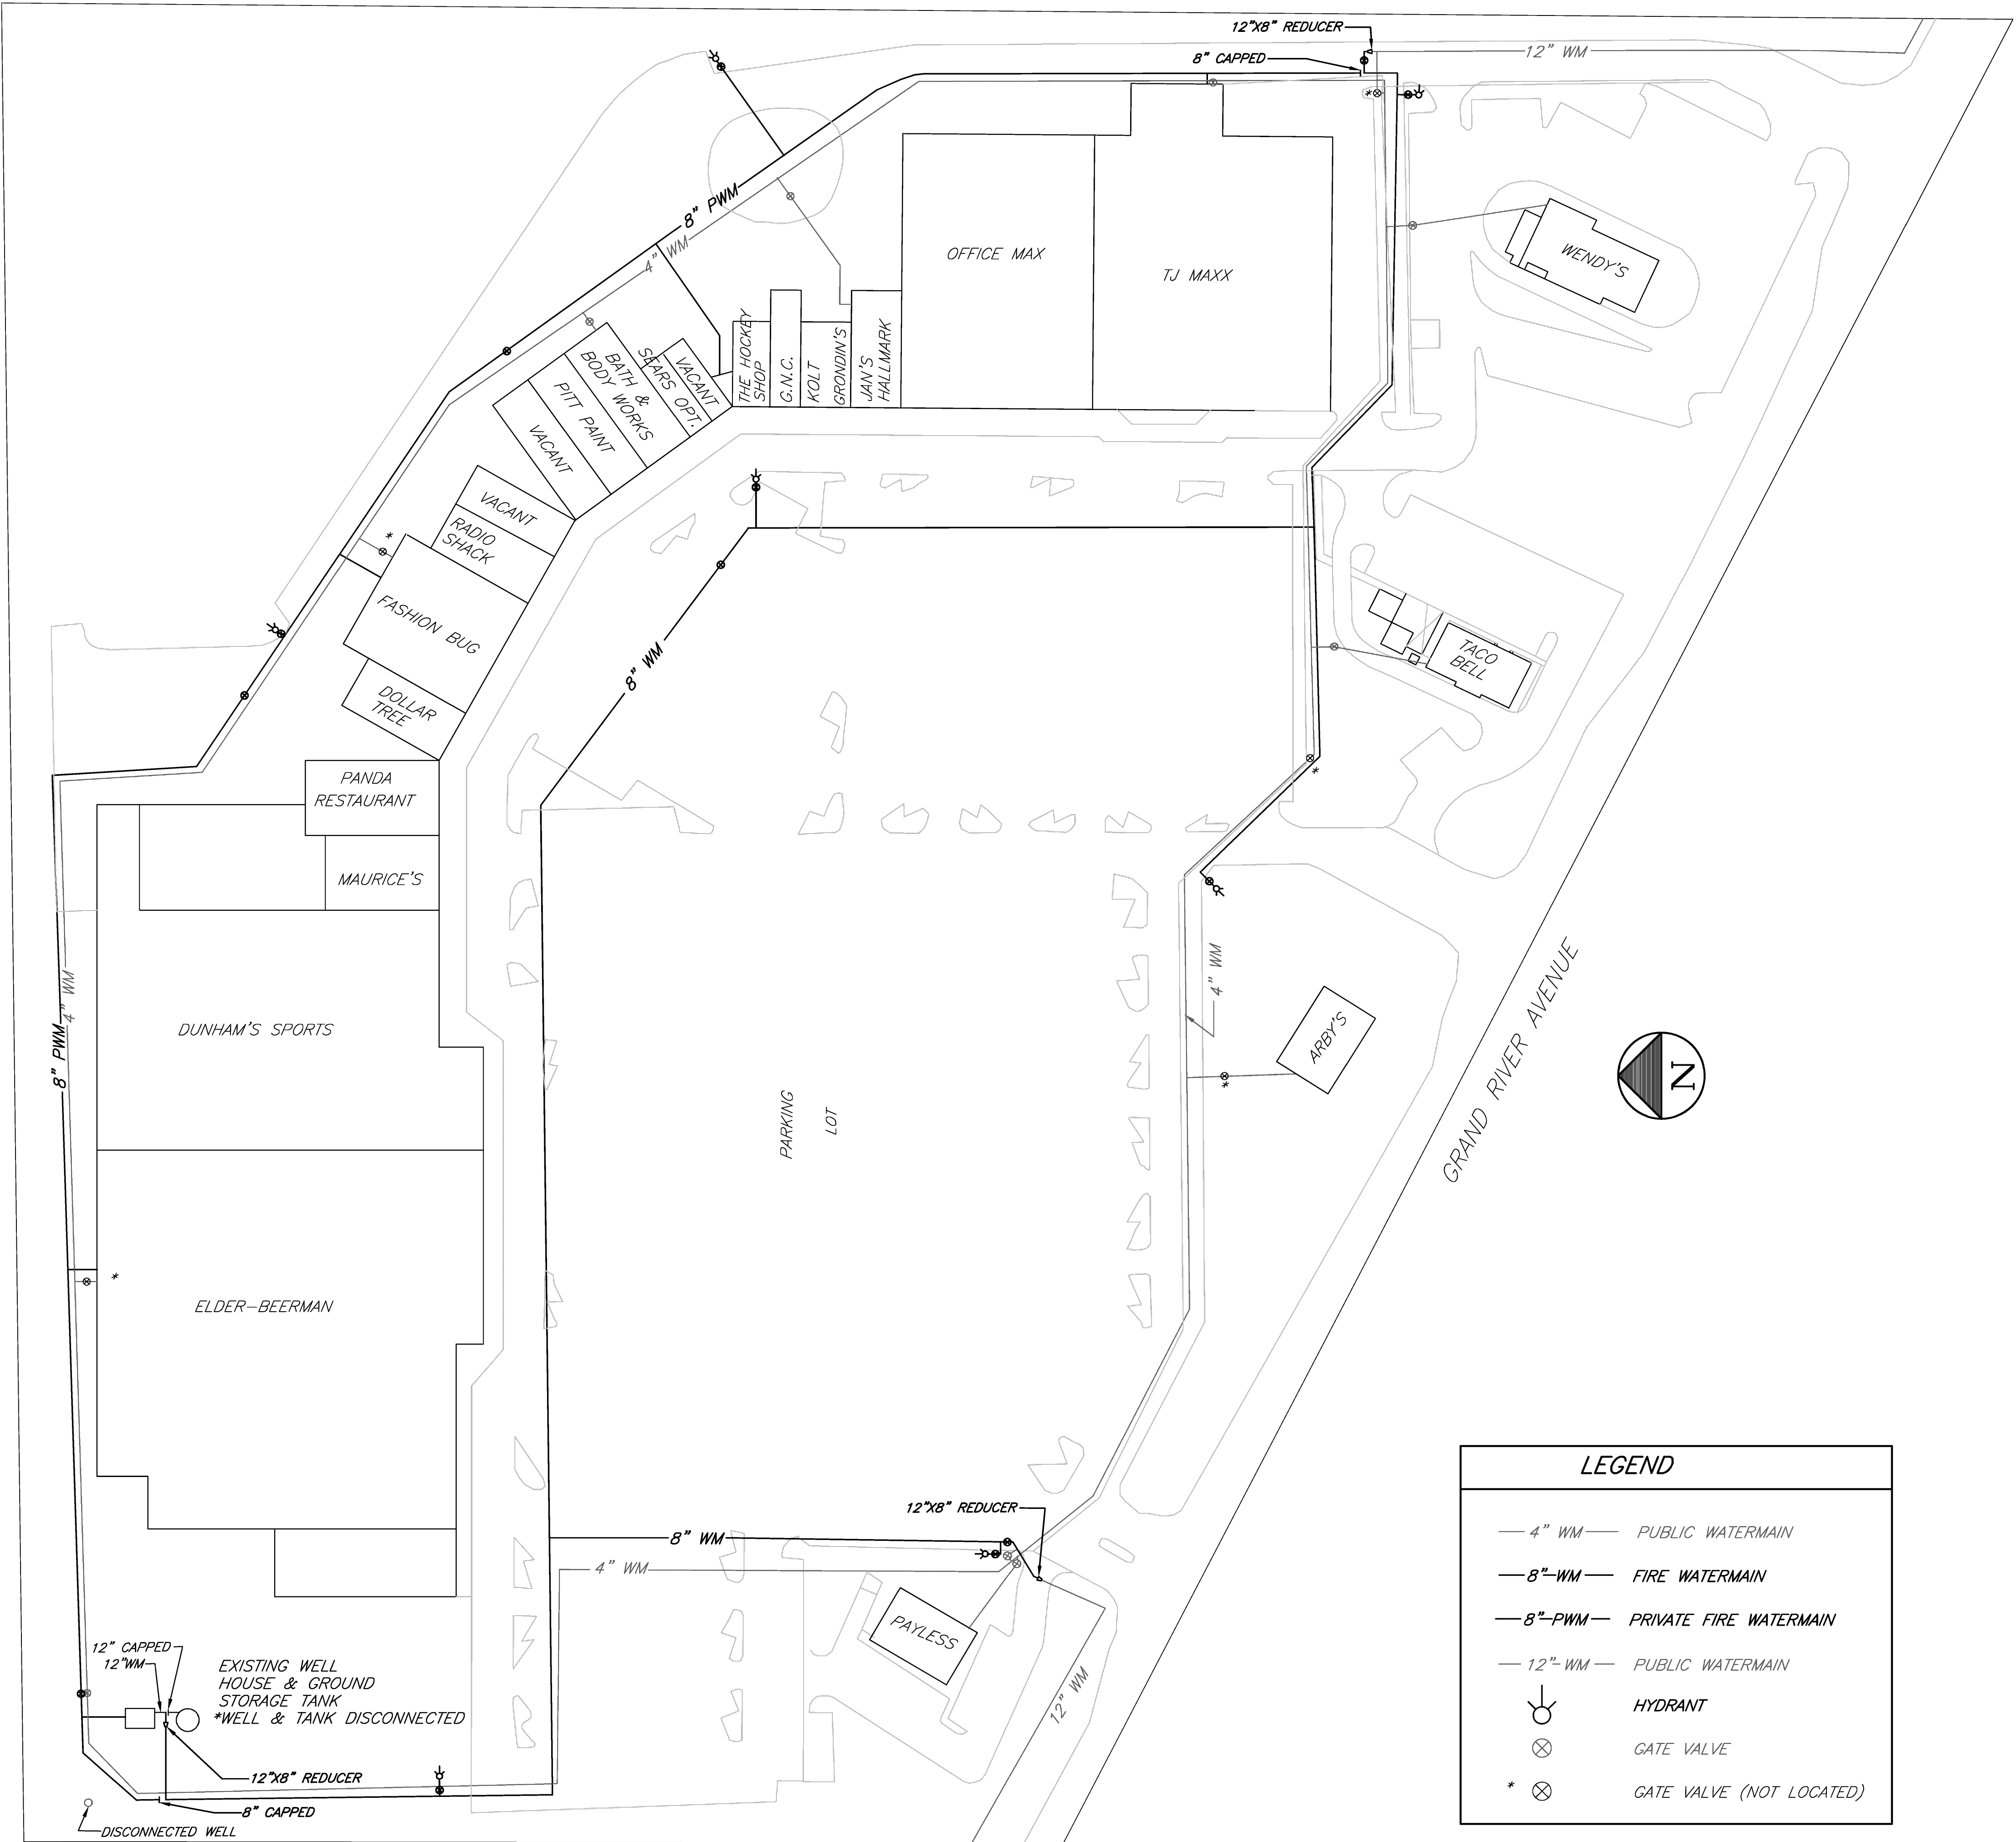 12"X8" REDUCER
8" CAPPED
12" WM
8" PWM
4" WM
OFFICE MAX
TJ MAXX
WENDY'S
THE HOCKEY
SHOP
G.N.C.
KOLT
GRONDIN'S
JAN'S
HALLMARK
VACANT
SEARS OPT.
BATH &
BODY WORKS
PITT PAINT
VACANT
VACANT
RADIO
SHACK
*
FASHION BUG
DOLLAR
TREE
8" WM
TACO
BELL
*
*
PANDA
RESTAURANT
MAURICE'S
4" WM
8" PWM
DUNHAM'S SPORTS
4" WM
ARBY'S
*
GRAND RIVER AVENUE
N
PARKING
LOT
*
ELDER-BEERMAN
12"X8" REDUCER
8" WM
4" WM
PAYLESS
12" WM
12" CAPPED
12"WM
EXISTING WELL
HOUSE & GROUND
STORAGE TANK
*WELL & TANK DISCONNECTED
12"X8" REDUCER
8" CAPPED
DISCONNECTED WELL
LEGEND
4" WM PUBLIC WATERMAIN
8"-WM FIRE WATERMAIN
8"-PWM PRIVATE FIRE WATERMAIN
12"-WM PUBLIC WATERMAIN
HYDRANT
GATE VALVE
* GATE VALVE (NOT LOCATED)